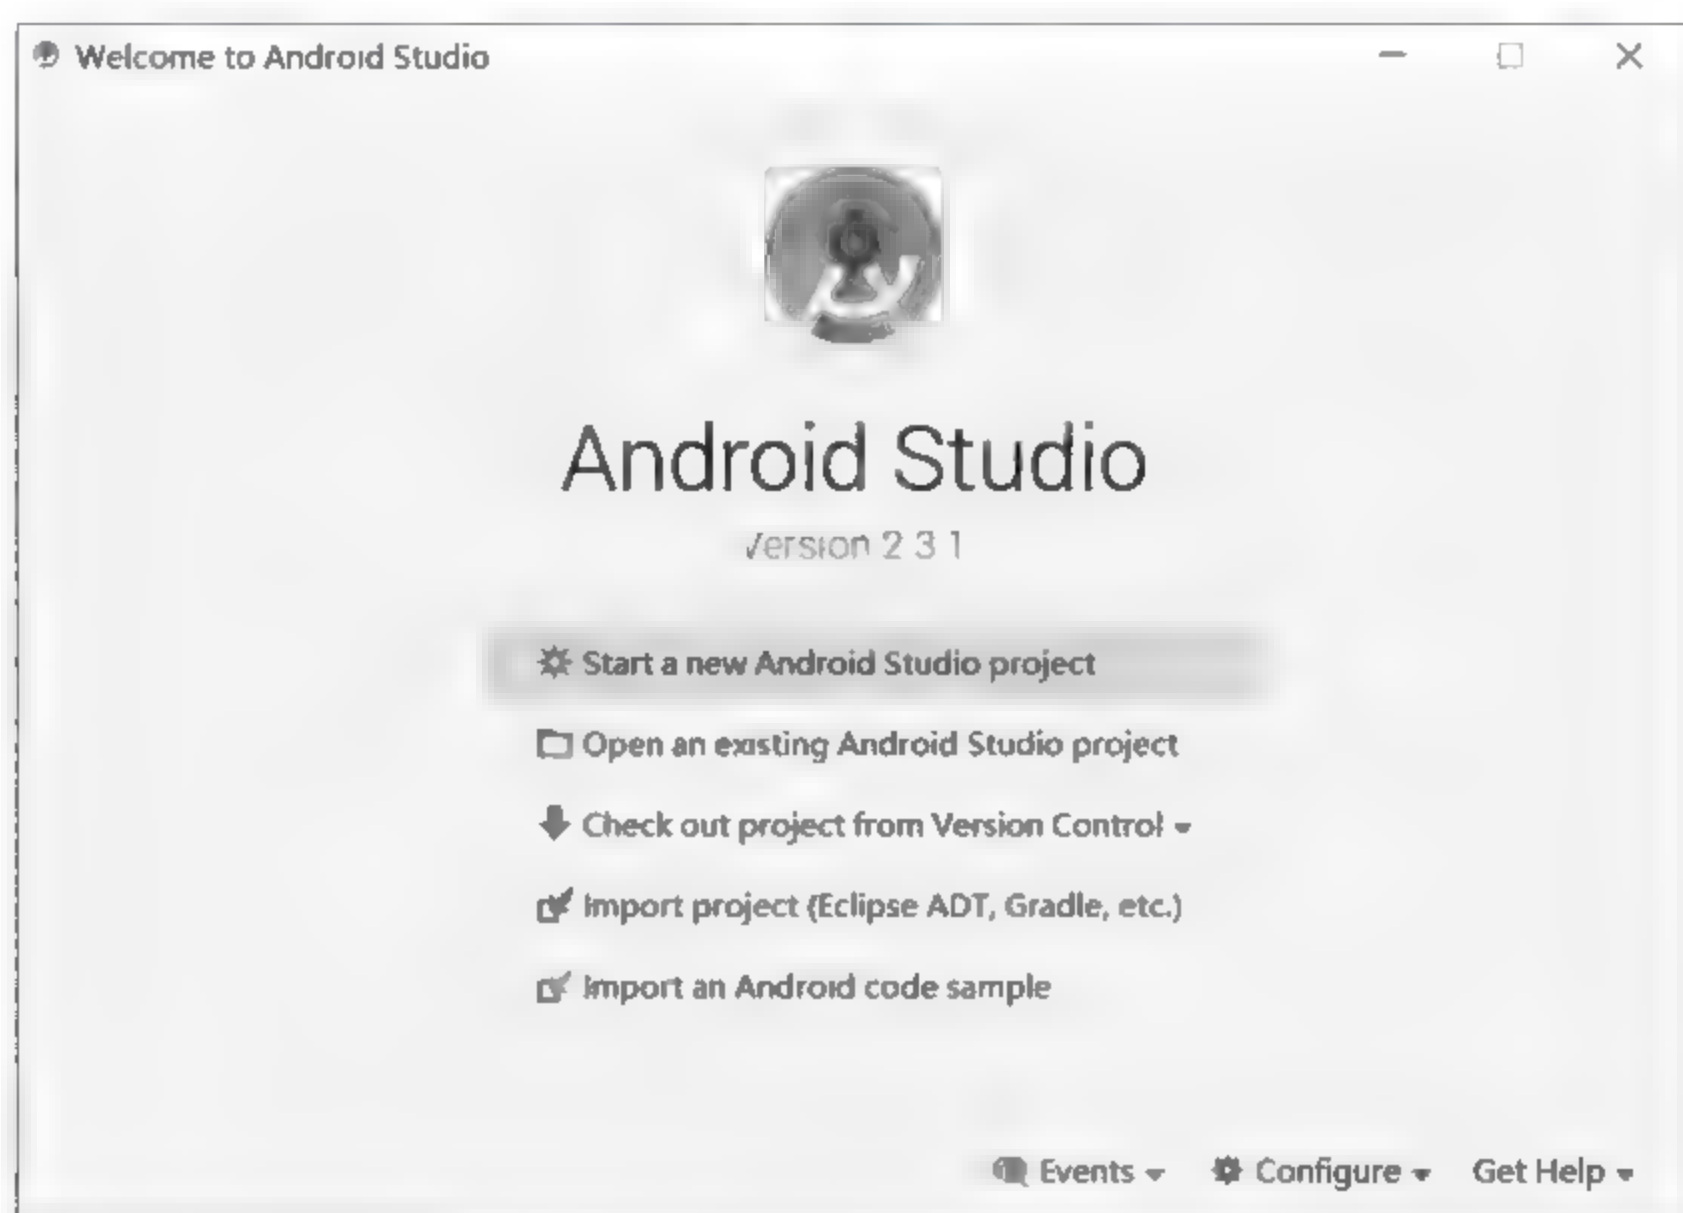 Welcome to Android Studio
Android Studio
Version 2 3 1
Start a new Android Studio project
Open an existing Android Studio project
Check out project from Version Control
Import project (Eclipse ADT, Gradle, etc.)
Import an Android code sample
Events Configure Get Help